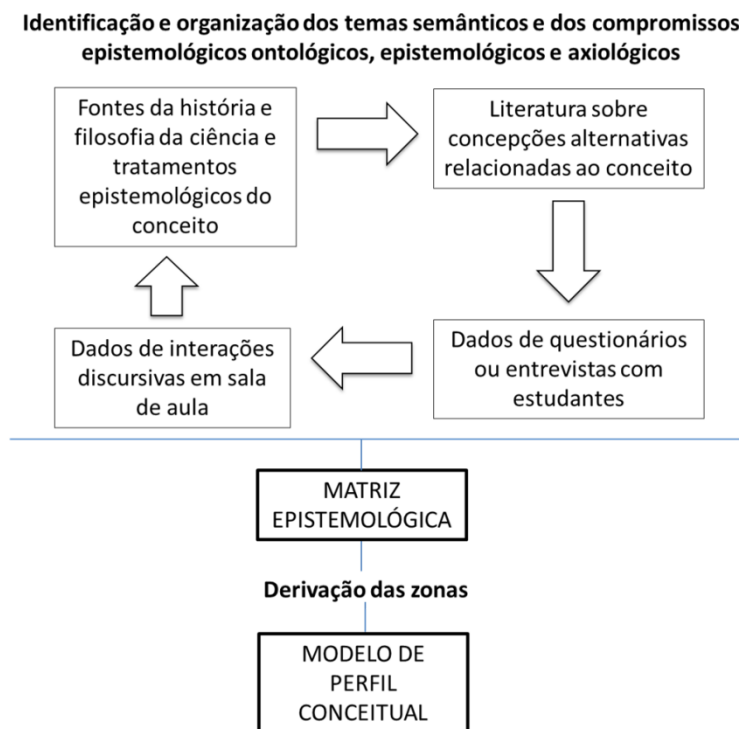 Identificação e organização dos temas semânticos e dos compromissos
epistemológicos ontológicos, epistemológicos e axiológicos
Fontes da história e
filosofia da ciência e
tratamentos
epistemológicos do
conceito
Literatura sobre
concepções alternativas
relacionadas ao conceito
Dados de interações
discursivas em sala
de aula
Dados de questionários
ou entrevistas com
estudantes
MATRIZ
EPISTEMOLÓGICA
Derivação das zonas
MODELO DE
PERFIL
CONCEITUAL